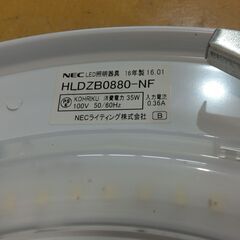 NEC LED照明器具 16年製 16.01
HLDZB0880-NF
KOHRIKU 消費電力 35W 入力電流
100V 50/60Hz 0.36A
NECライティング株式会社 B